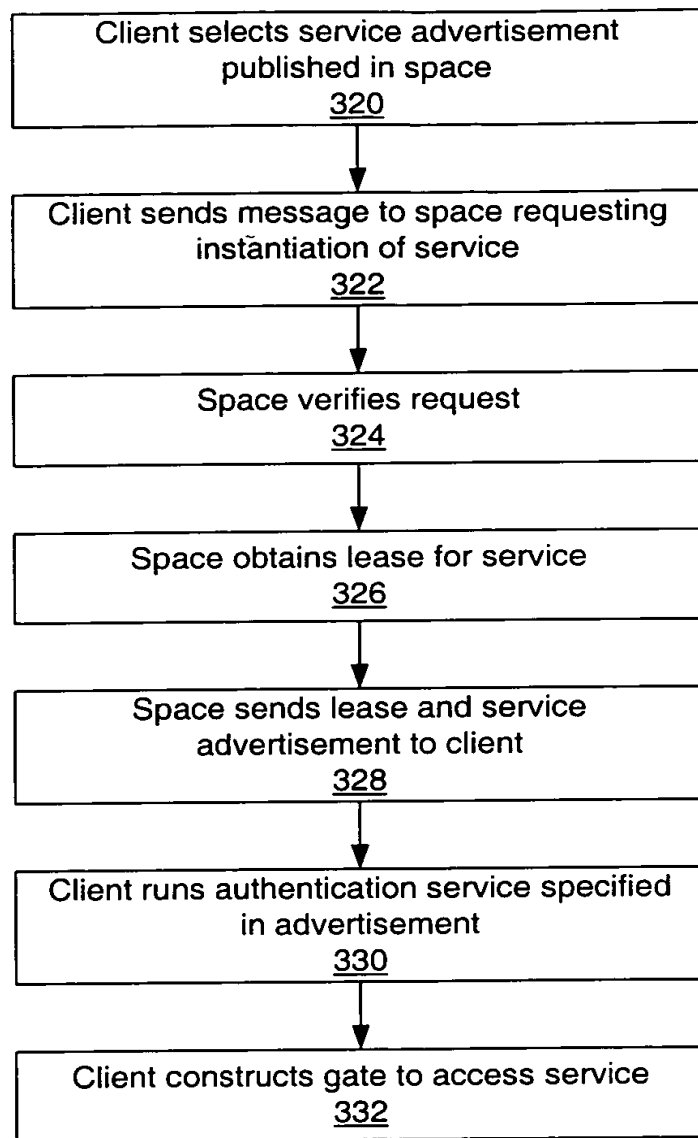 Client selects service advertisement
published in space
320
Client sends message to space requesting
instantiation of service
322
Space verifies request
324
Space obtains lease for service
326
Space sends lease and service
advertisement to client
328
Client runs authentication service specified
in advertisement
330
Client constructs gate to access service
332